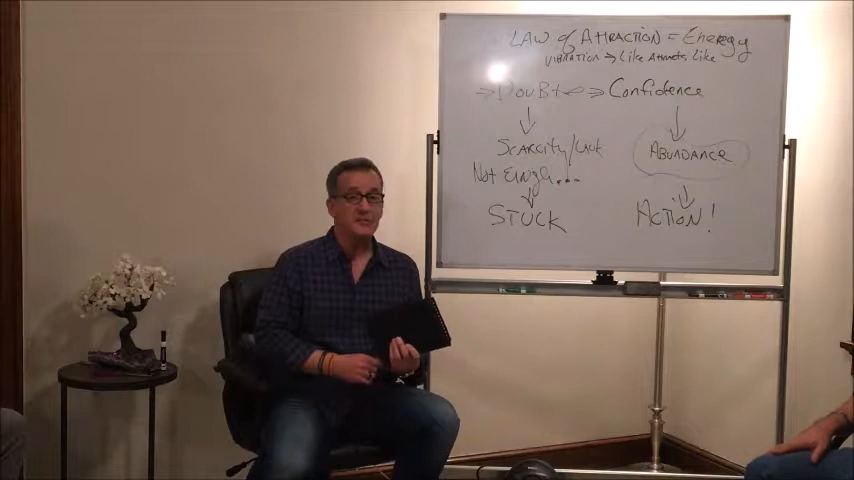 LAW of AttRACtION = Energy
VIBRATION → Like Attracts Like
⇒ DouBt ⇐⇒ Confidence
↓ ↓
SCARCity/LACK ABUNDANCE
Not Enough... ↓
↓
STUCK ACTION!